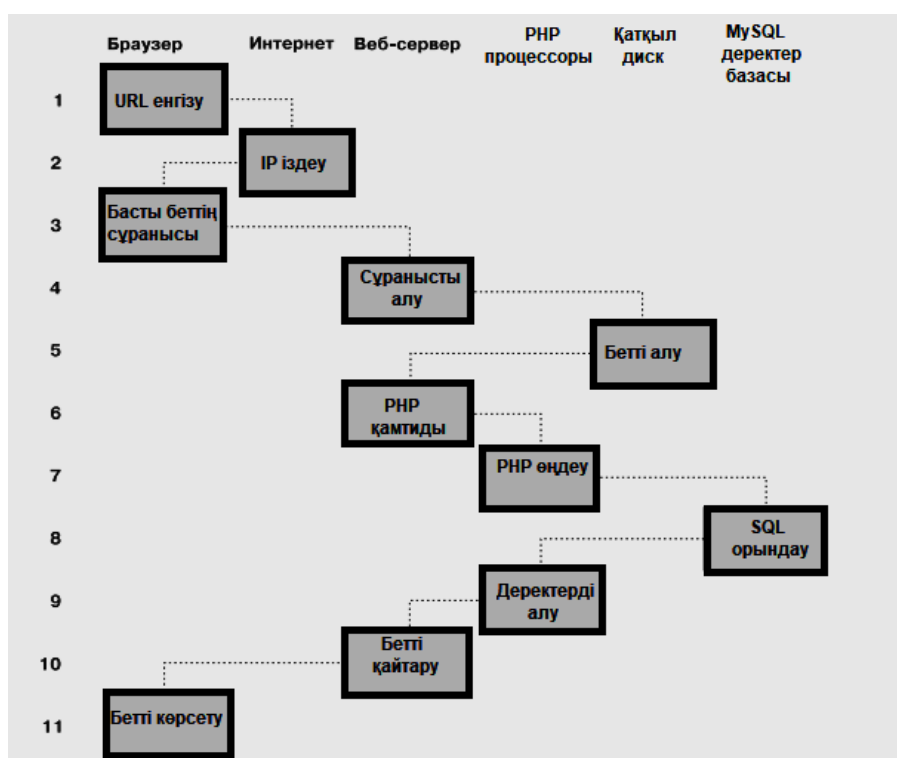 Браузер Интернет Веб-сервер PHP процессоры Қатқыл диск MySQL деректер базасы
1 URL енгізу
2 IP іздеу
3 Басты беттің
сұранысы
4 Сұранысты
алу
5 Бетті алу
6 PHP
қамтиды
7 PHP өңдеу
8 SQL
орындау
9 Деректерді
алу
10 Бетті
қайтару
11 Бетті көрсету